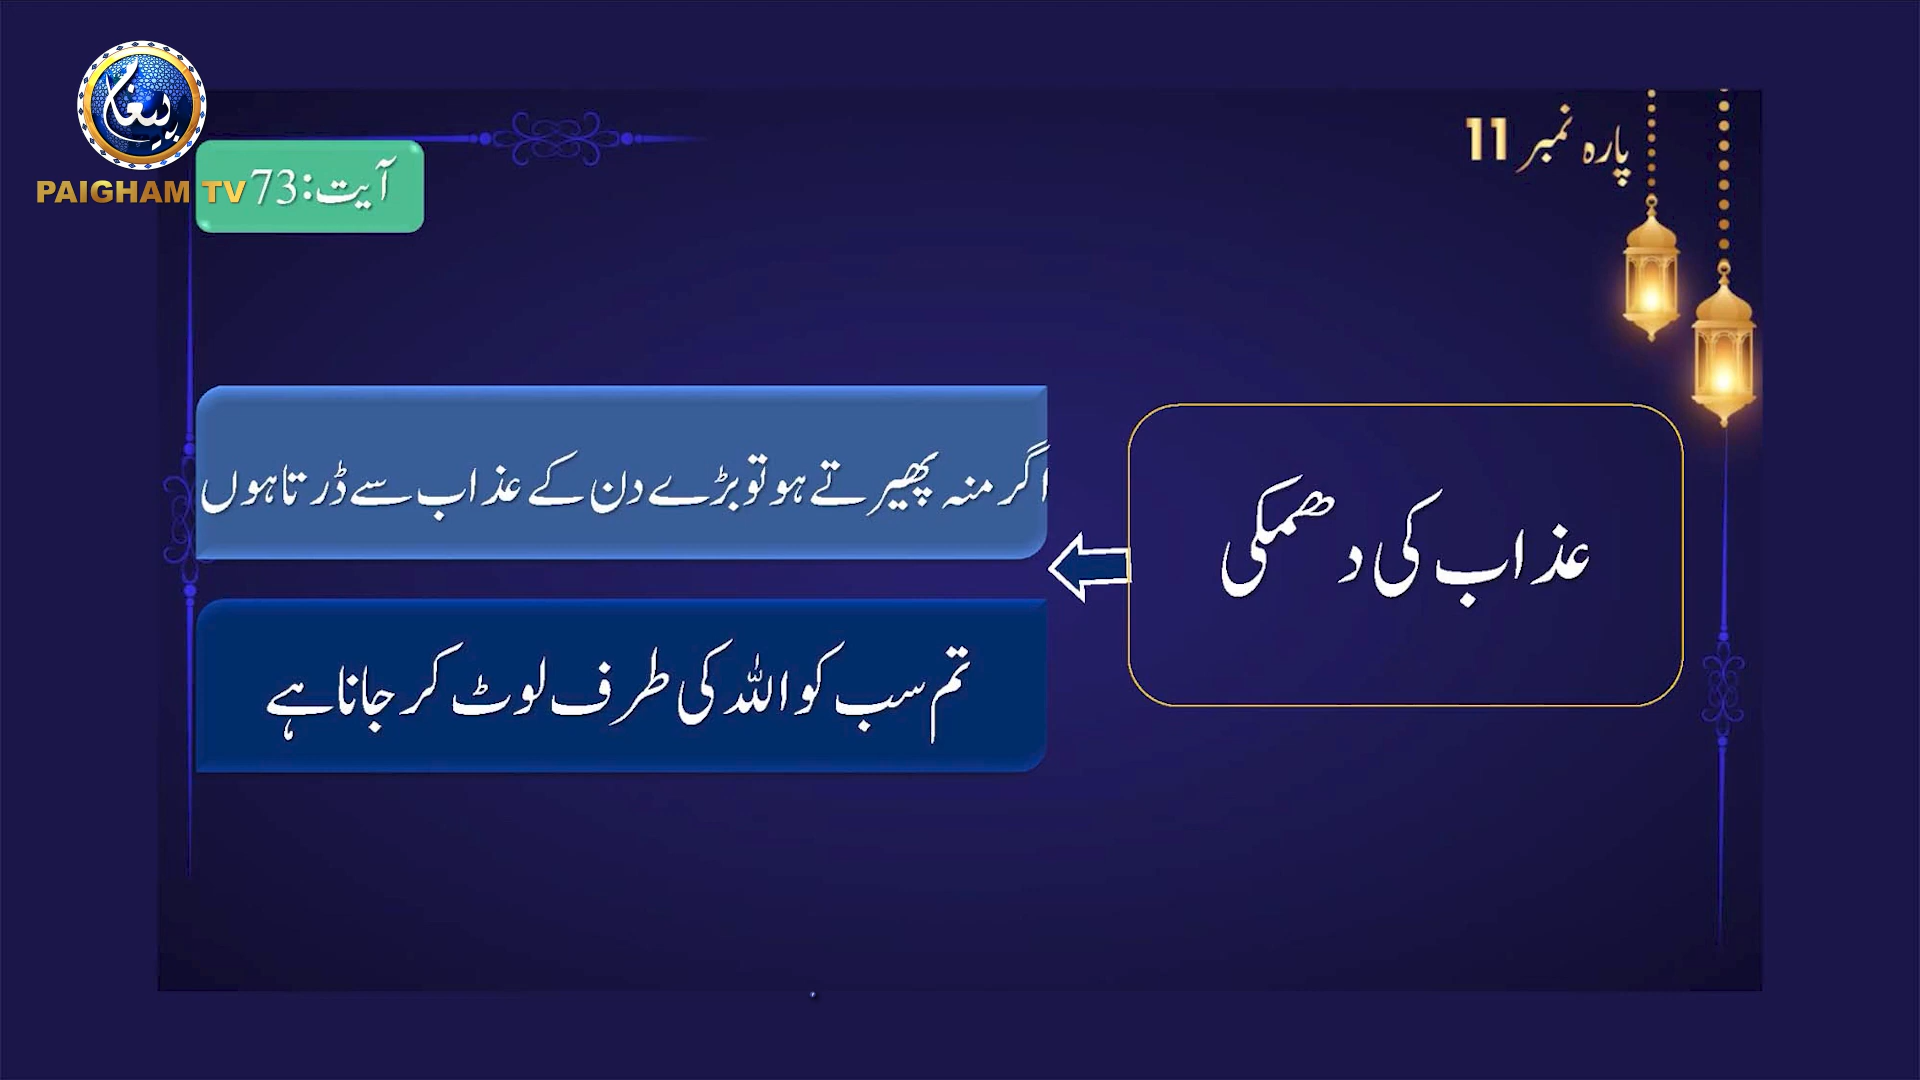 پیغام
PAIGHAM TV
پارہ نمبر 11
آیت:73
عذاب کی دھمکی
اگر منہ پھیرتے ہو تو بڑے دن کے عذاب سے ڈرتا ہوں
تم سب کو اللہ کی طرف لوٹ کر جانا ہے